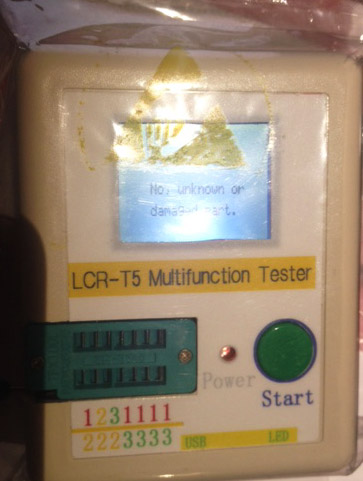 No, unknown or
damaged part.
LCR-T5 Multifunction Tester
Power
Start
1231111
2223333
USB
LED